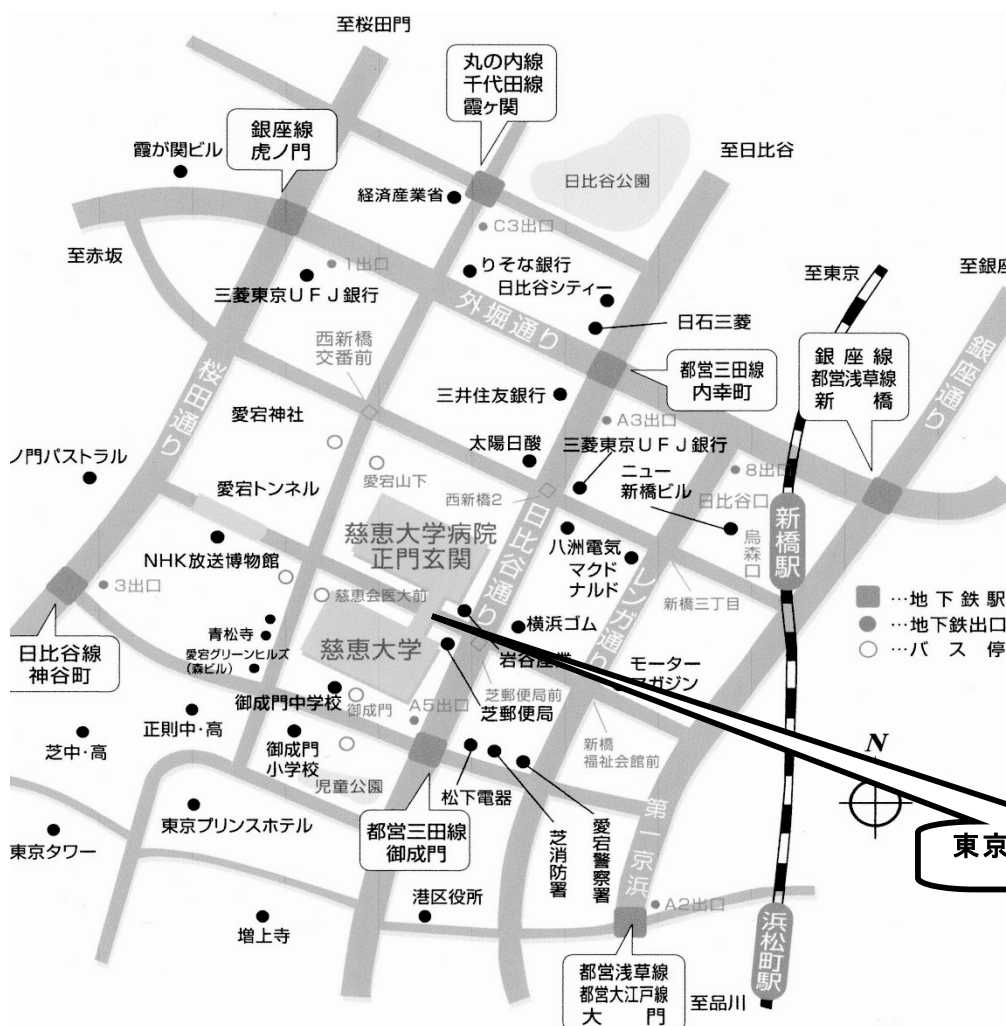 至桜田門
丸の内線
千代田線
霞ヶ関
銀座線
虎ノ門
霞が関ビル
至日比谷
日比谷公園
経済産業省
C3出口
至赤坂
1出口
りそな銀行
三菱東京UFJ銀行
日比谷シティー
至東京
至銀座
外堀通り
日石三菱
西新橋
交番前
銀座線
都営浅草線
新橋
都営三田線
内幸町
桜田通り
銀座通り
三井住友銀行
愛宕神社
A3出口
太陽日酸
三菱東京UFJ銀行
ノ門パストラル
愛宕山下
ニュー
新橋ビル
8出口
日比谷口
愛宕トンネル
西新橋2
日比谷通り
慈恵大学病院
正門玄関
烏森口
新橋駅
NHK放送博物館
八洲電気
マクド
ナルド
レンガ通り
新橋三丁目
3出口
慈恵会医大前
…地下鉄駅
…地下鉄出口
…バス停
横浜ゴム
青松寺
愛宕グリーンヒルズ
(森ビル)
慈恵大学
岩谷産業
日比谷線
神谷町
モーター
マガジン
芝郵便局前
御成門中学校
御成門
A5出口
芝郵便局
正則中・高
芝中・高
御成門
小学校
新橋
福祉会館前
N
児童公園
松下電器
第一京浜
東京プリンスホテル
都営三田線
御成門
芝消防署
愛宕警察署
東京タワー
東京
港区役所
A2出口
増上寺
浜松町駅
都営浅草線
都営大江戸線
大門
至品川